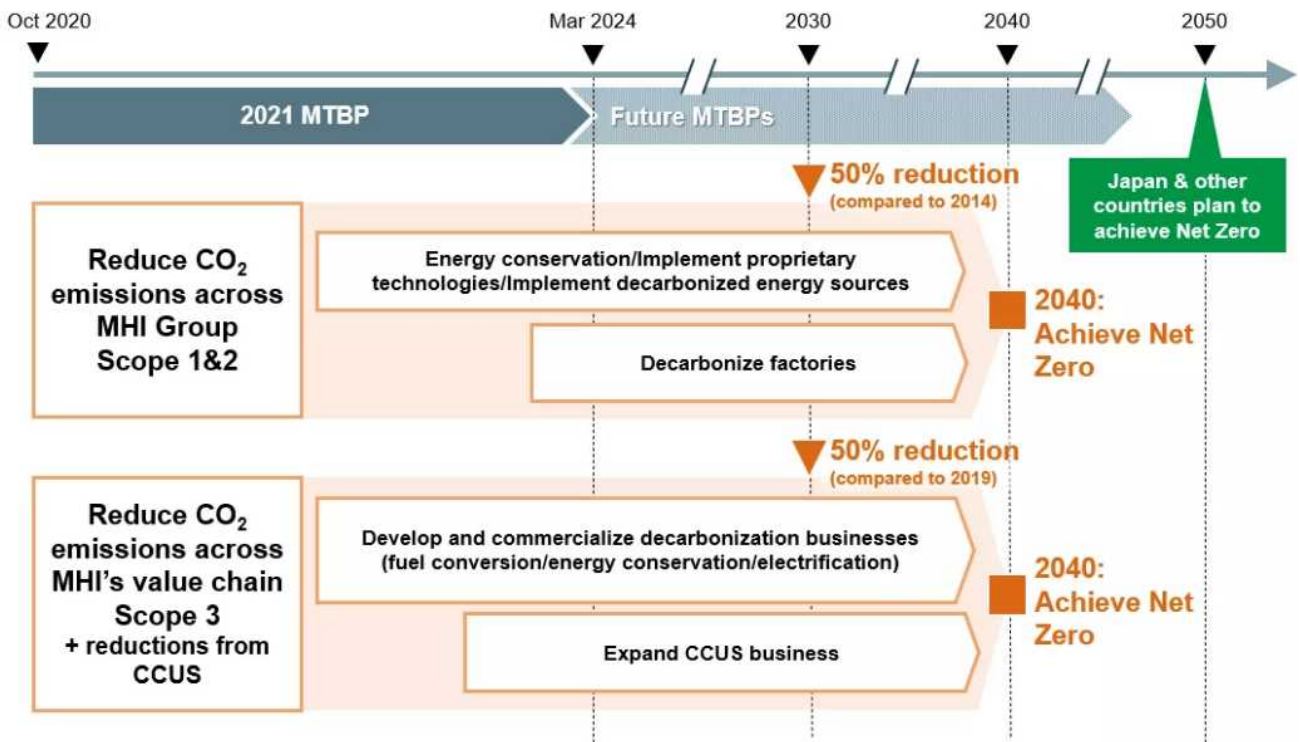 Oct 2020
Mar 2024
2030
2040
2050
2021 MTBP
Future MTBPs
Japan & other
countries plan to
achieve Net Zero
50% reduction
(compared to 2014)
Reduce CO₂
emissions across
MHI Group
Scope 1&2
Energy conservation/Implement proprietary
technologies/Implement decarbonized energy sources
Decarbonize factories
2040:
Achieve Net
Zero
50% reduction
(compared to 2019)
Reduce CO₂
emissions across
MHI's value chain
Scope 3
+ reductions from
CCUS
Develop and commercialize decarbonization businesses
(fuel conversion/energy conservation/electrification)
Expand CCUS business
2040:
Achieve Net
Zero